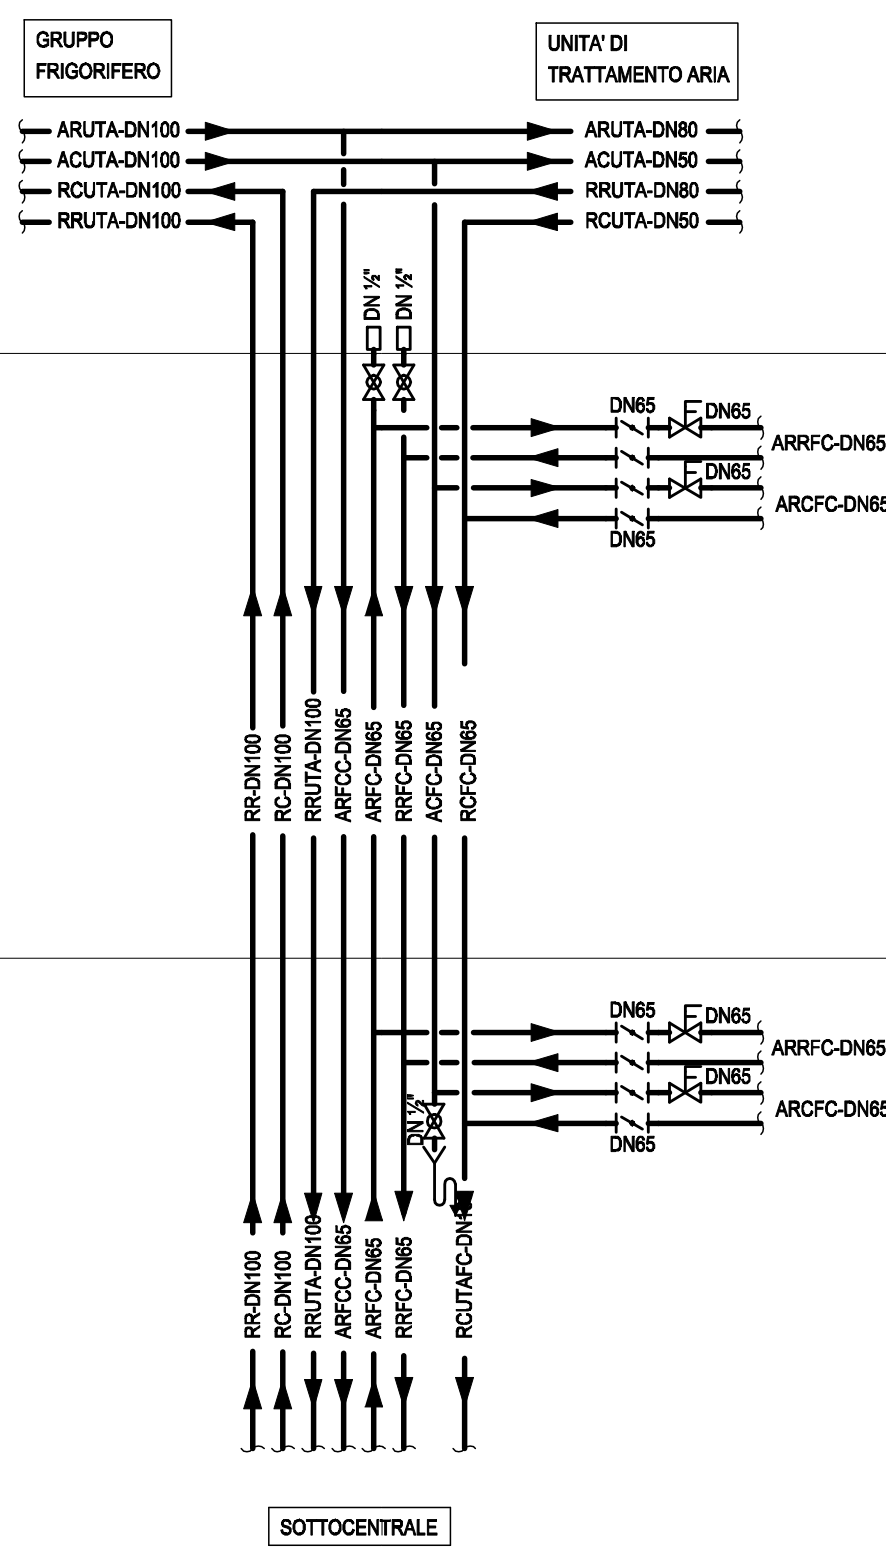 GRUPPO
FRIGORIFERO
UNITA' DI
TRATTAMENTO ARIA
ARUTA-DN100
ARUTA-DN80
ACUTA-DN100
ACUTA-DN50
RCUTA-DN100
RRUTA-DN80
RRUTA-DN100
RCUTA-DN50
DN ½"
DN ½"
DN65
DN65
ARRFC-DN65
DN65
ARCFC-DN65
DN65
RR-DN100
RC-DN100
RRUTA-DN100
ARFCC-DN65
ARFC-DN65
RRFC-DN65
ACFC-DN65
RCFC-DN65
DN65
DN65
ARRFC-DN65
DN65
ARCFC-DN65
DN ½"
DN65
RR-DN100
RC-DN100
RRUTA-DN100
ARFCC-DN65
ARFC-DN65
RRFC-DN65
SOTTOCENTRALE